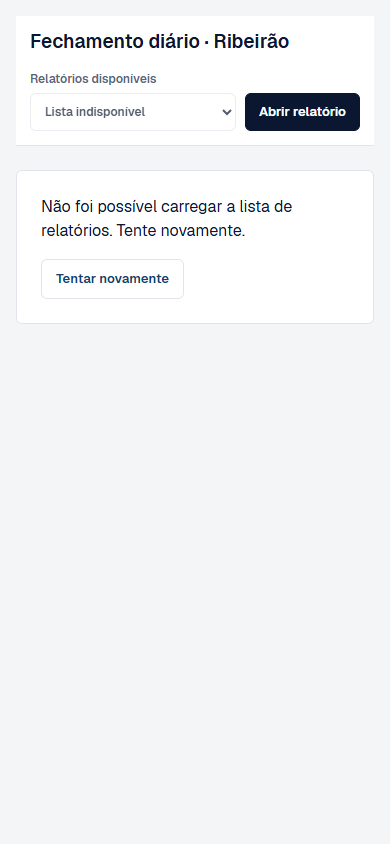 Fechamento diário · Ribeirão
Relatórios disponíveis
Lista indisponível
Abrir relatório
Não foi possível carregar a lista de
relatórios. Tente novamente.
Tentar novamente